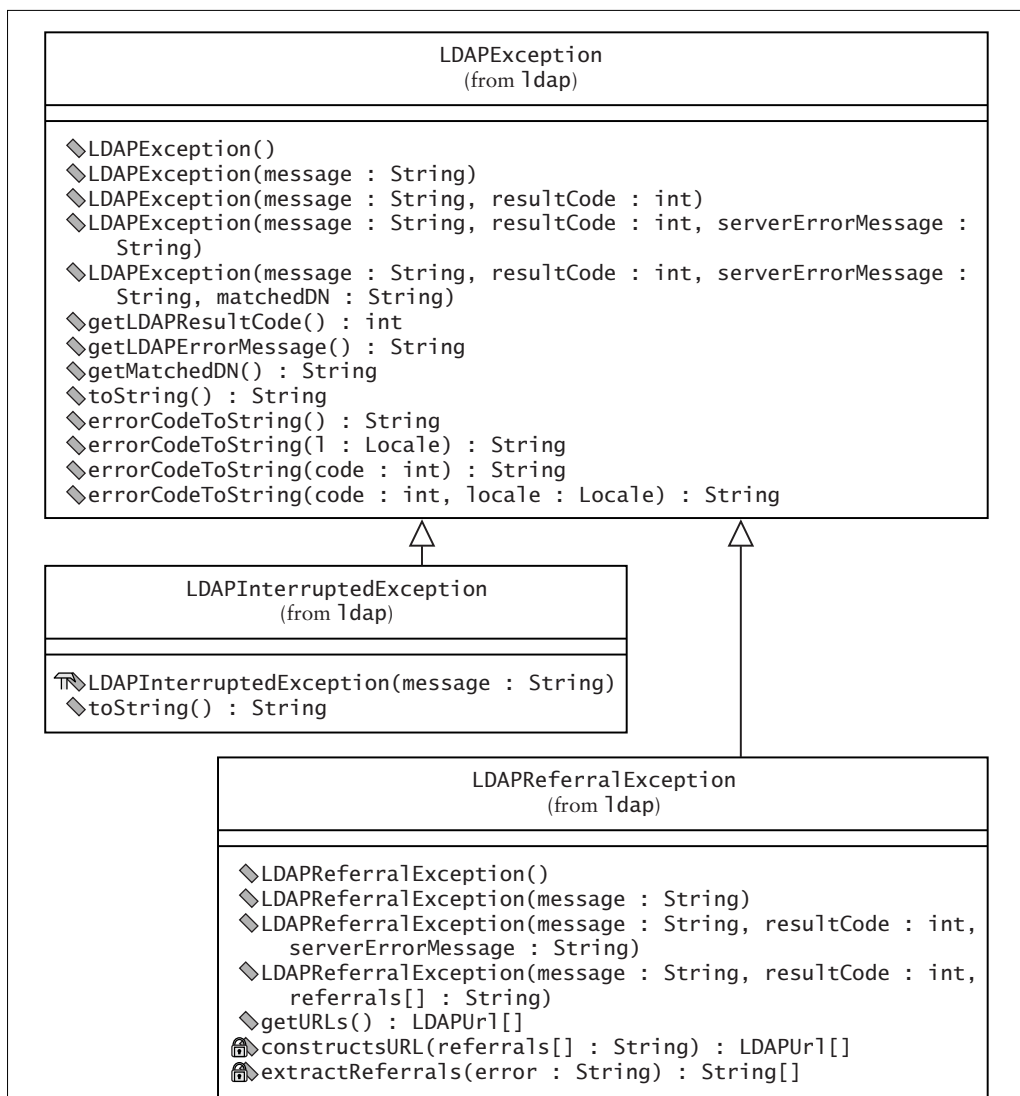 LDAPException
(from ldap)
LDAPException()
LDAPException(message : String)
LDAPException(message : String, resultCode : int)
LDAPException(message : String, resultCode : int, serverErrorMessage :
String)
LDAPException(message : String, resultCode : int, serverErrorMessage :
String, matchedDN : String)
getLDAPResultCode() : int
getLDAPErrorMessage() : String
getMatchedDN() : String
toString() : String
errorCodeToString() : String
errorCodeToString(l : Locale) : String
errorCodeToString(code : int) : String
errorCodeToString(code : int, locale : Locale) : String
LDAPInterruptedException
(from ldap)
LDAPInterruptedException(message : String)
toString() : String
LDAPReferralException
(from ldap)
LDAPReferralException()
LDAPReferralException(message : String)
LDAPReferralException(message : String, resultCode : int,
serverErrorMessage : String)
LDAPReferralException(message : String, resultCode : int,
referrals[] : String)
getURLs() : LDAPUrl[]
constructsURL(referrals[] : String) : LDAPUrl[]
extractReferrals(error : String) : String[]